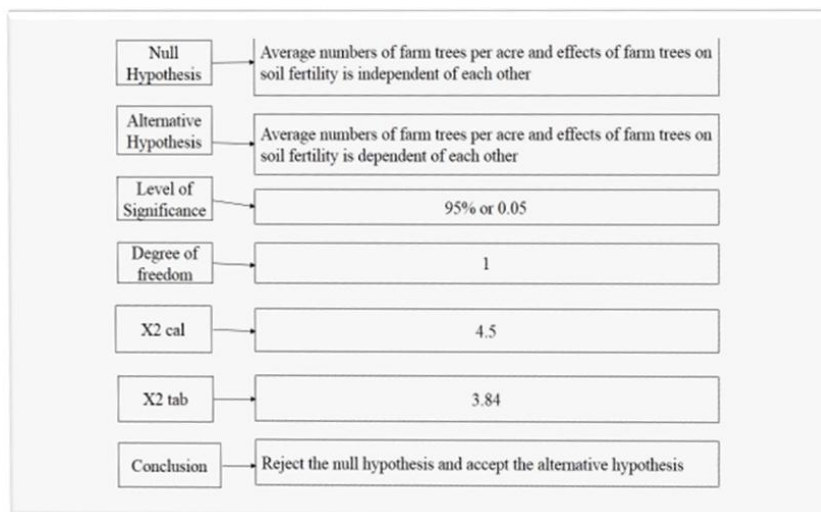 Null
Hypothesis
Average numbers of farm trees per acre and effects of farm trees on
soil fertility is independent of each other
Alternative
Hypothesis
Average numbers of farm trees per acre and effects of farm trees on
soil fertility is dependent of each other
Level of
Significance
95% or 0.05
Degree of
freedom
1
X2 cal
4.5
X2 tab
3.84
Conclusion
Reject the null hypothesis and accept the alternative hypothesis